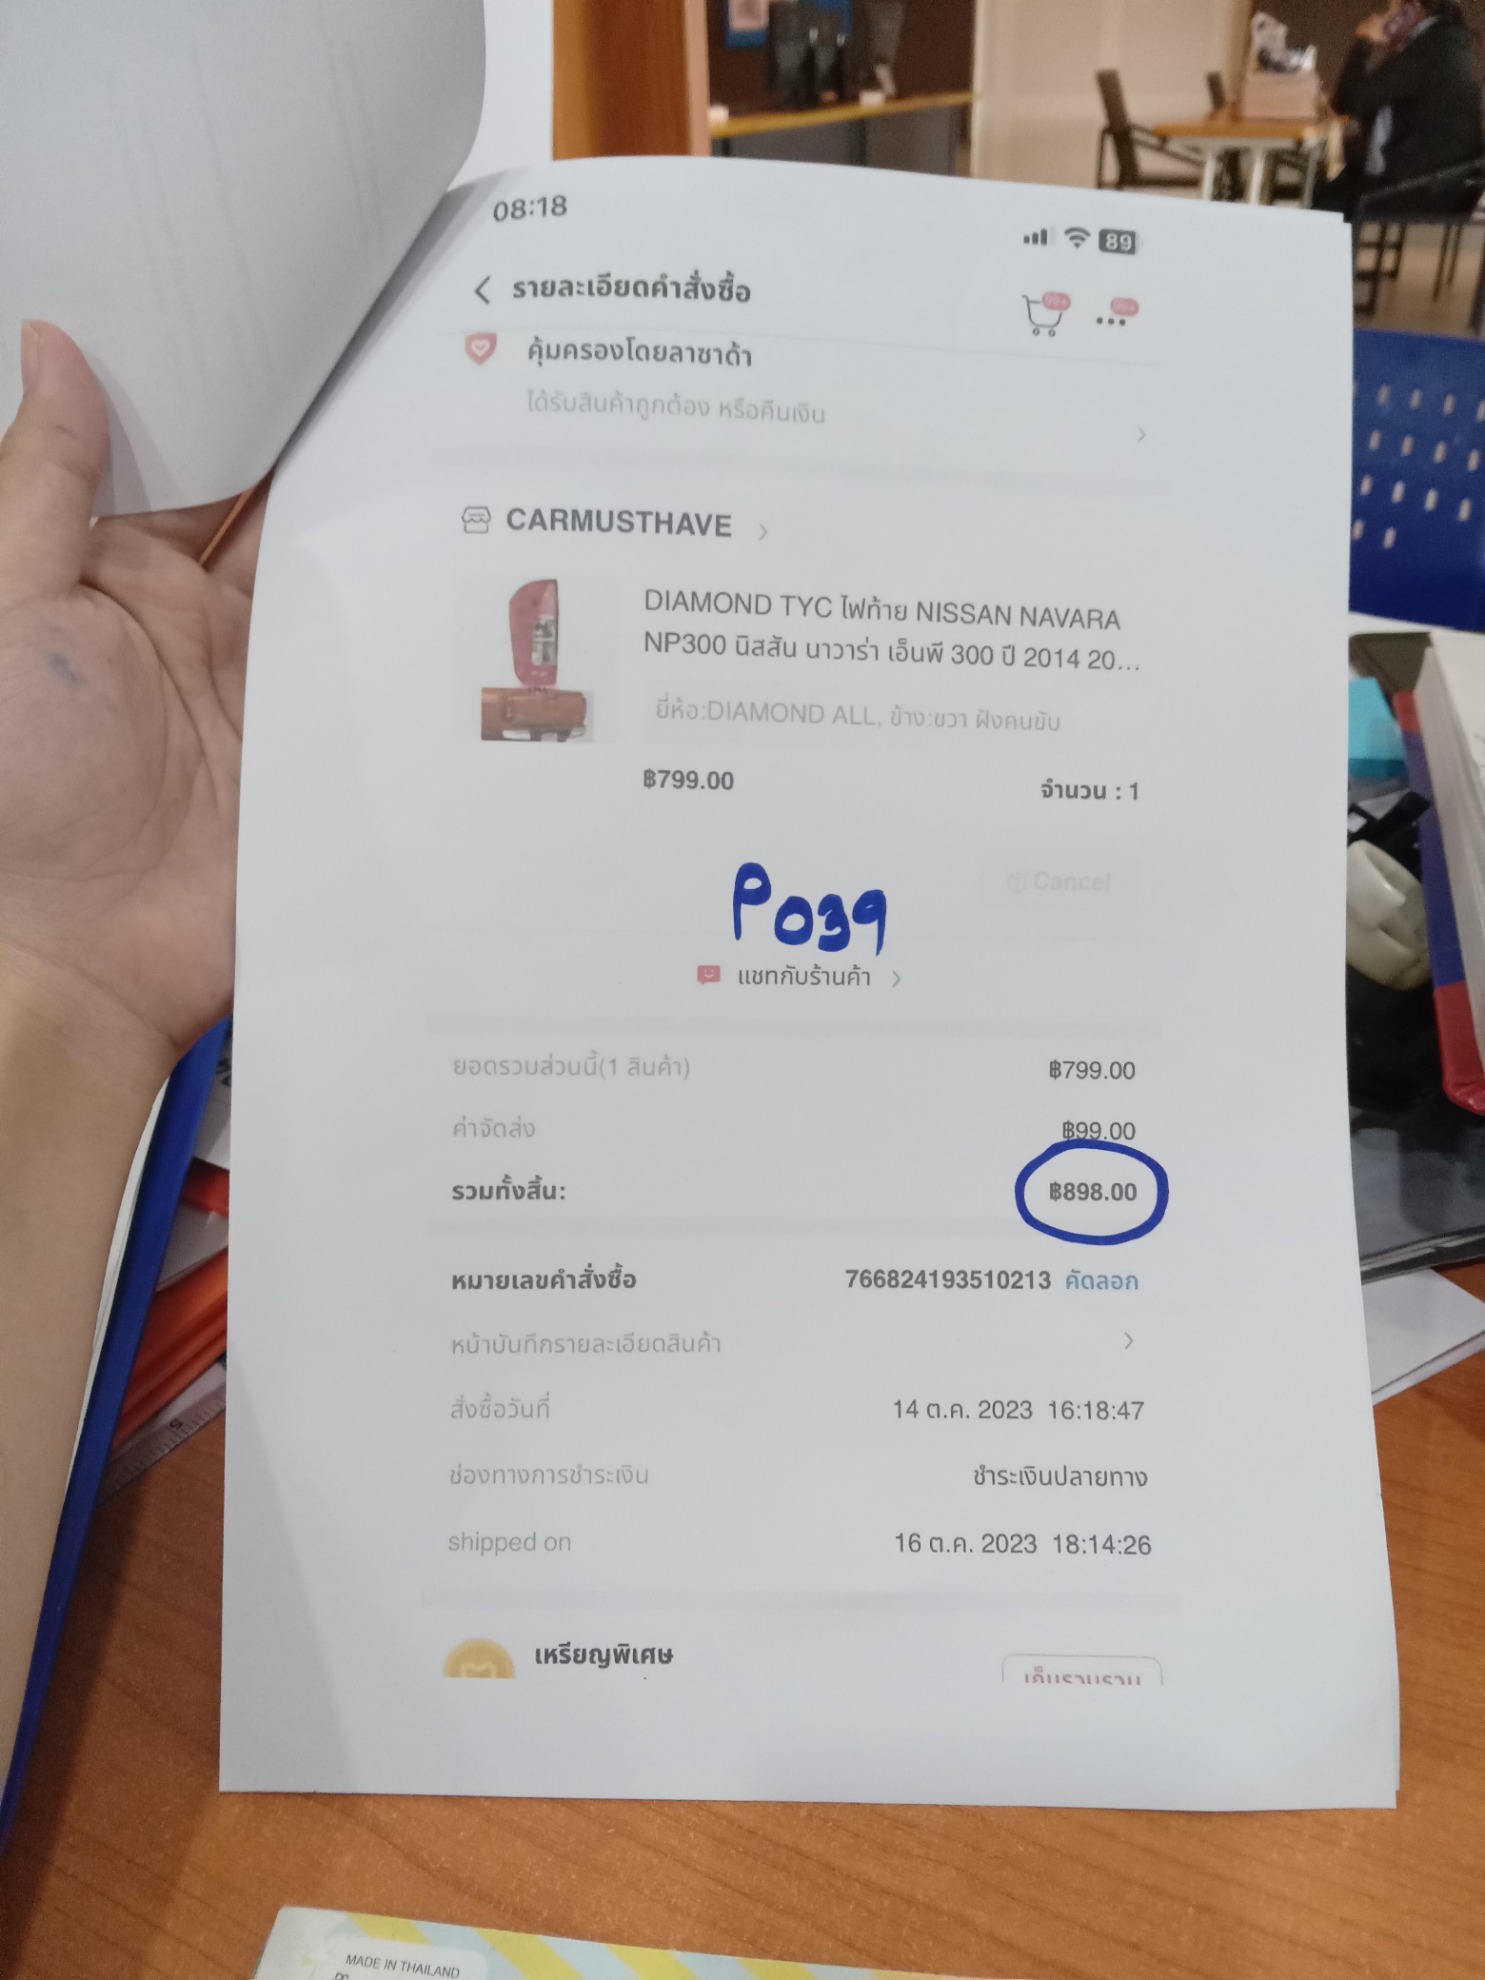 08:18
89
รายละเอียดคำสั่งซื้อ
99+
99+
คุ้มครองโดยลาซาด้า
ได้รับสินค้าถูกต้อง หรือคืนเงิน
CARMUSTHAVE
DIAMOND TYC ไฟท้าย NISSAN NAVARA
NP300 นิสสัน นาวาร่า เอ็นพี 300 ปี 2014 20...
ยี่ห้อ:DIAMOND ALL, ข้าง:ขวา ฝั่งคนขับ
฿799.00 จำนวน : 1
Cancel
P039
แชทกับร้านค้า
ยอดรวมส่วนนี้(1 สินค้า) ฿799.00
ค่าจัดส่ง ฿99.00
รวมทั้งสิ้น: ฿898.00
หมายเลขคำสั่งซื้อ 766824193510213 คัดลอก
หน้าบันทึกรายละเอียดสินค้า
สั่งซื้อวันที่ 14 ต.ค. 2023 16:18:47
ช่องทางการชำระเงิน ชำระเงินปลายทาง
shipped on 16 ต.ค. 2023 18:14:26
เหรียญพิเศษ
เก็บรวบรวม
MADE IN THAILAND